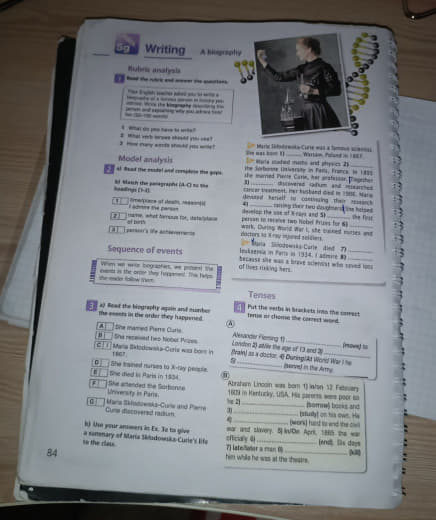 5g Writing A biography
Rubric analysis
1 Read the rubric and answer the questions.
Your English teacher asked you to write a
biography of a famous person in history you
admire. Write the biography describing the
person and explaining why you admire
1 What do you have to write?
2 What verb tenses should you use?
3 How many words should you write?
Model analysis
2 a) Read the model and complete the gaps.
b) Match the paragraphs (A-C) to the
headings (1-3).
1 time/place of death, reason(s)
I admire the person
2 name, what famous for, date/place
of birth
3 person's life achievements
Sequence of events
When we write biographies, we present the
events in the order they happened. This helps
the reader follow them.
3 a) Read the biography again and number
the events in the order they happened.
A She married Pierre Curie.
B She received two Nobel Prizes.
C 1 Maria Skłodowska-Curie was born in
1867.
D She trained nurses to X-ray people.
E She died in Paris in 1934.
F She attended the Sorbonne
University in Paris.
G Maria Skłodowska-Curie and Pierre
Curie discovered radium.
b) Use your answers in Ex. 3a to give
a summary of Maria Skłodowska-Curie's life
to the class.
84
Maria Skłodowska-Curie was a famous scientist.
She was born 1) Warsaw, Poland in 1867.
Maria studied maths and physics 2)
the Sorbonne University in Paris, France. In 1895
she married Pierre Curie, her professor. Together
3) discovered radium and researched
cancer treatment. Her husband died in 1906. Maria
devoted herself to continuing their research
4) raising their two daughters. She helped
develop the use of X-rays and 5) the first
person to receive two Nobel Prizes for 6)
work. During World War I, she trained nurses and
doctors to X-ray injured soldiers.
Maria Skłodowska-Curie died 7)
leukaemia in Paris in 1934. I admire 8)
because she was a brave scientist who saved lots
of lives risking hers.
Tenses
4 Put the verbs in brackets into the correct
tense or choose the correct word.
A
Alexander Fleming 1) (move) to
London 2) at/in the age of 13 and 3)
(train) as a doctor. 4) During/At World War I he
5) (serve) in the Army.
B
Abraham Lincoln was born 1) in/on 12 February
1809 in Kentucky, USA. His parents were poor so
he 2) (borrow) books and
3) (study) on his own. He
4) (work) hard to end the civil
war and slavery. 5) In/On April, 1865 the war
officially 6) (end). Six days
7) late/later a man 8) (kill)
him while he was at the theatre.